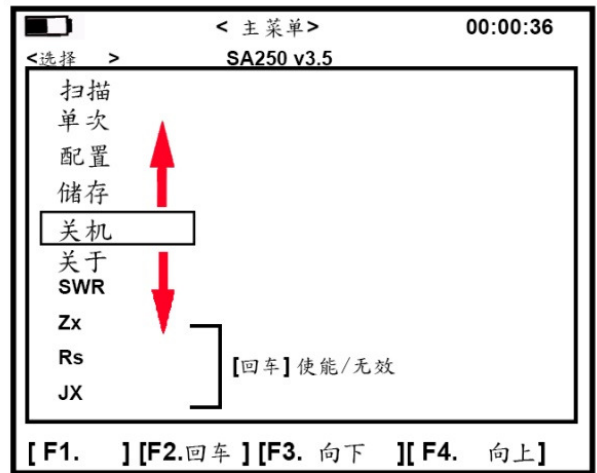 < 主菜单> 00:00:36
<选择 > SA250 v3.5
扫描
单次
配置
储存
关机
关于
SWR
Zx
Rs
[回车] 使能/无效
JX
[ F1. ] [F2.回车 ] [F3. 向下 ][ F4. 向上]